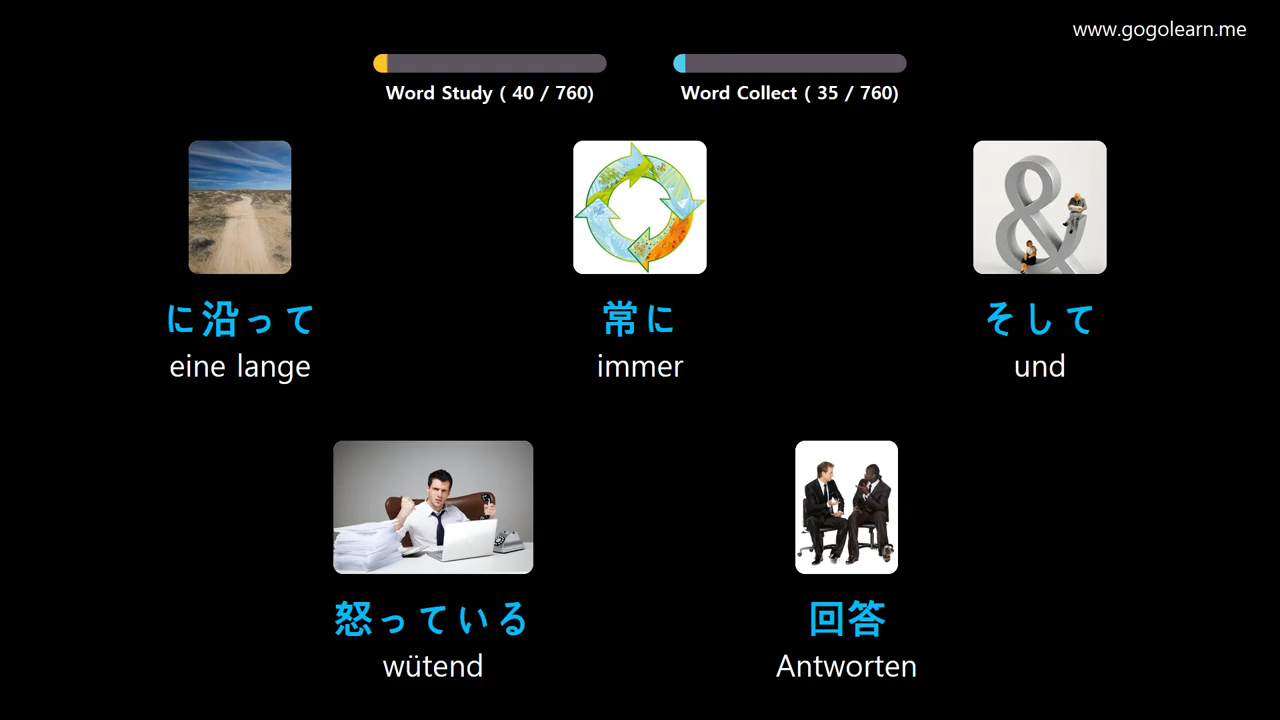 www.gogolearn.me
Word Study ( 40 / 760)
Word Collect ( 35 / 760)
に沿って
eine lange
常に
immer
&
そして
und
怒っている
wütend
回答
Antworten